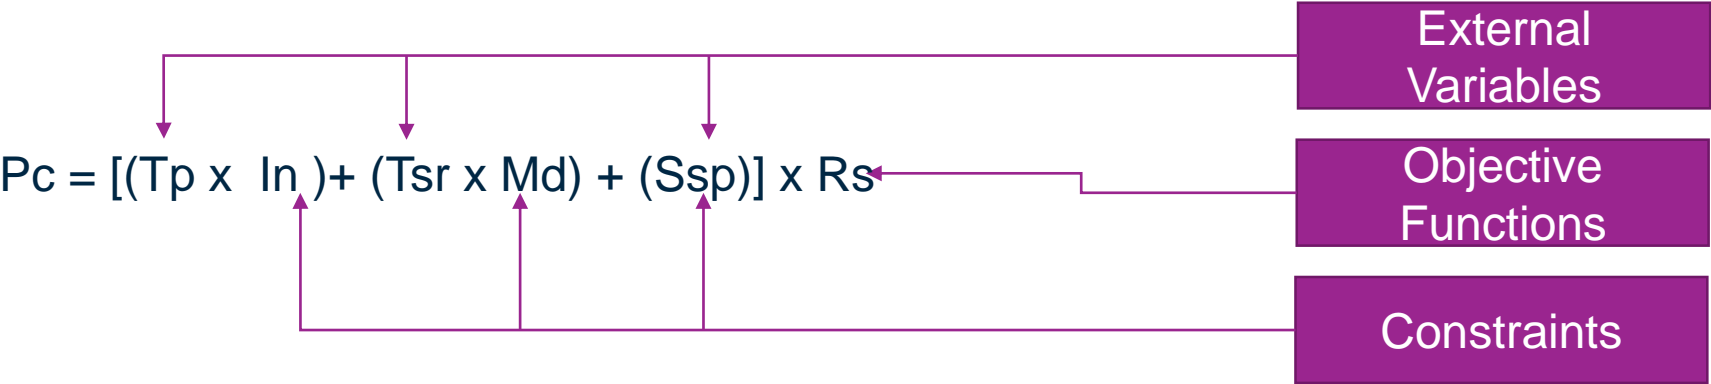 External
Variables
Pc = [(Tp x  In )+ (Tsr x Md) + (Ssp)] x Rs
Objective
Functions
Constraints